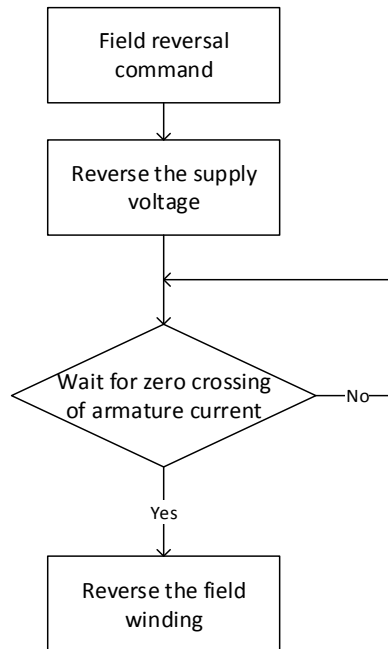 Field reversal
command
Reverse the supply
voltage
Wait for zero crossing
of armature current
No
Yes
Reverse the field
winding